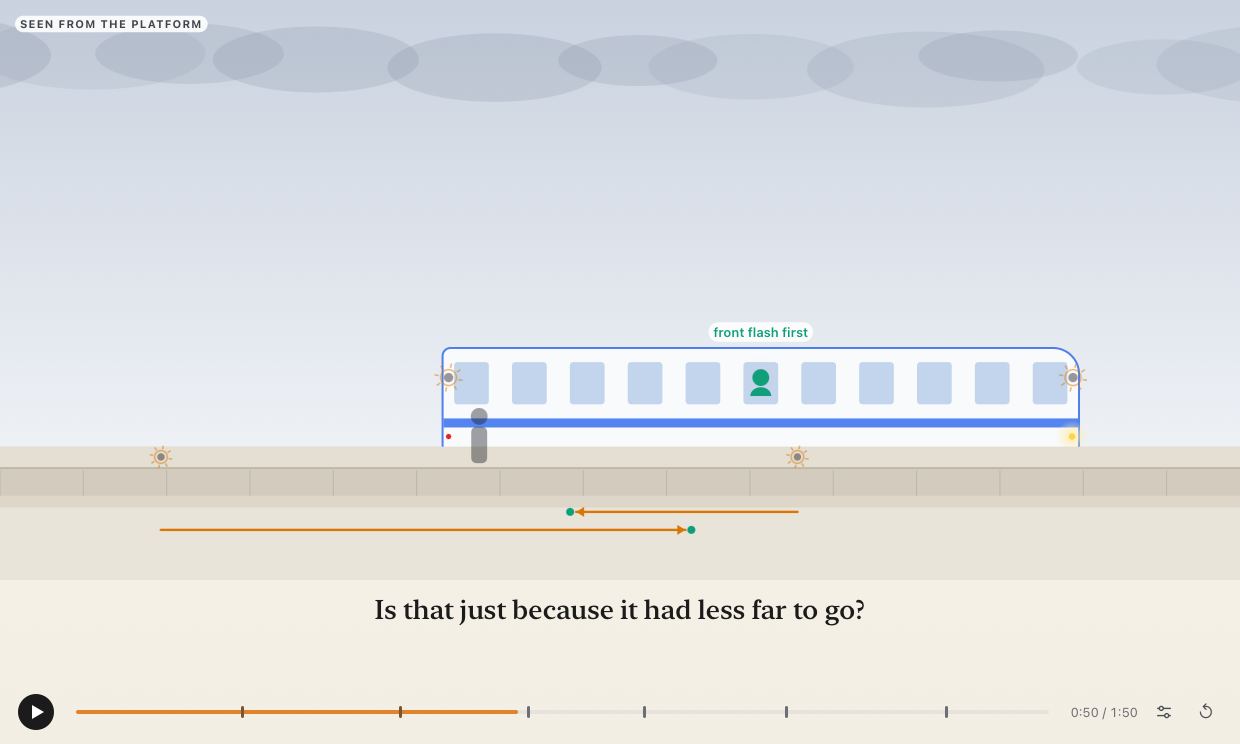 SEEN FROM THE PLATFORM
front flash first
Is that just because it had less far to go?
0:50 / 1:50